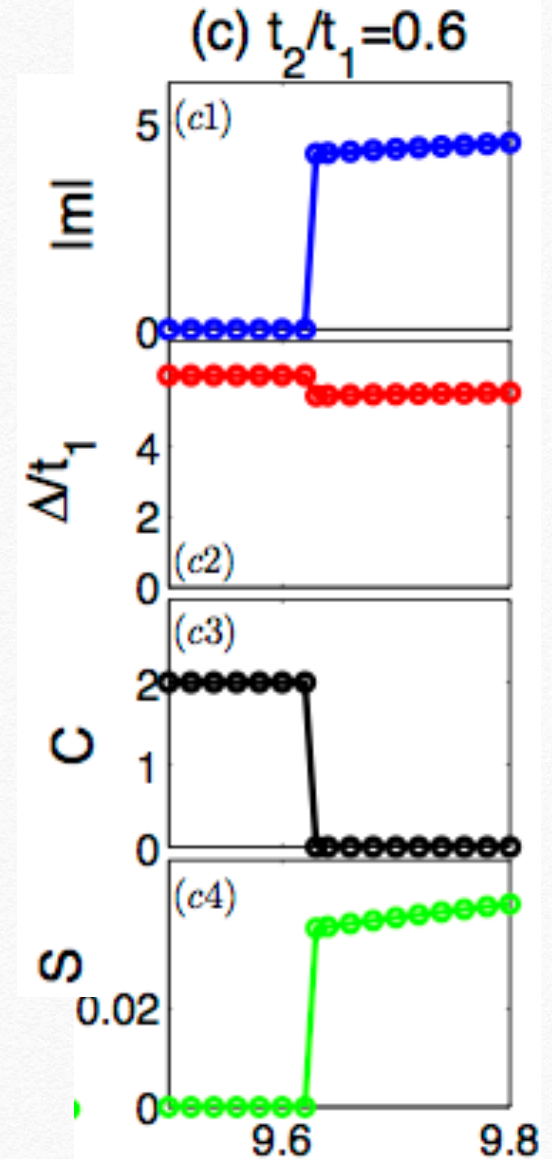 (c) t2/t1=0.6
(c1)
5
|m|
0
4
Δ/t1
2
(c2)
0
(c3)
2
C
1
0
(c4)
S
0.02
0
9.6 9.8